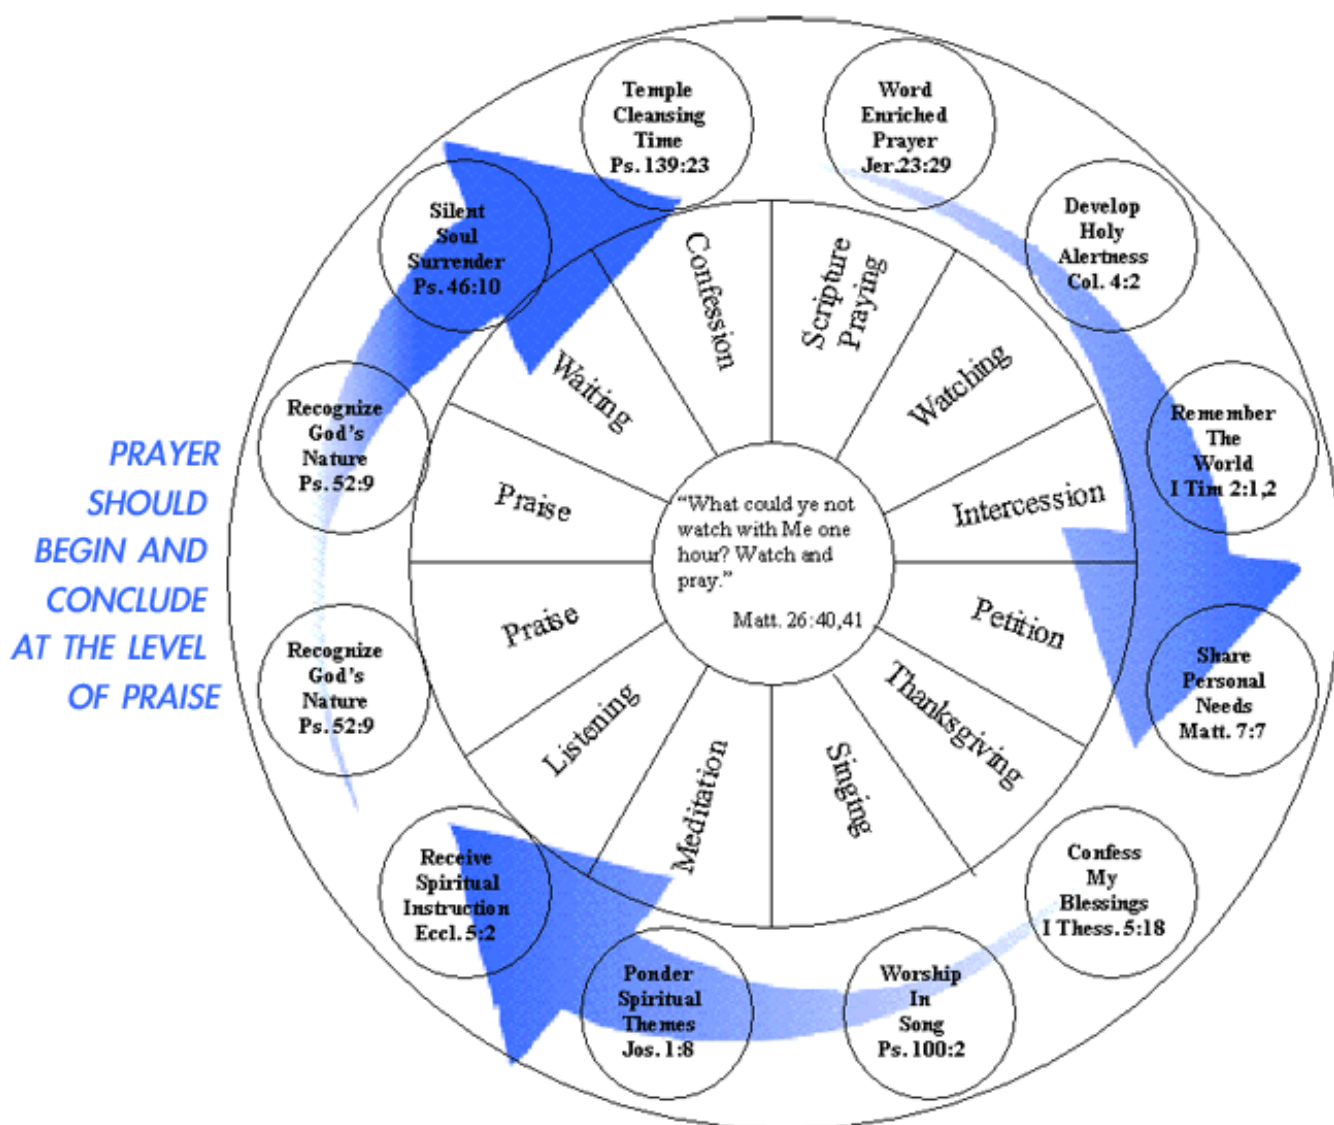 Temple
Cleansing
Time
Ps. 139:23
Word
Enriched
Prayer
Jer.23:29
Silent
Soul
Surrender
Ps. 46:10
Develop
Holy
Alertness
Col. 4:2
Recognize
God's
Nature
Ps. 52:9
Remember
The
World
I Tim 2:1,2
Confession
Scripture
Praying
Waiting
Watching
Praise
Intercession
PRAYER
SHOULD
BEGIN AND
CONCLUDE
AT THE LEVEL
OF PRAISE
"What could ye not
watch with Me one
hour? Watch and
pray."
Matt. 26:40,41
Praise
Petition
Listening
Thanksgiving
Meditation
Singing
Recognize
God's
Nature
Ps. 52:9
Share
Personal
Needs
Matt. 7:7
Receive
Spiritual
Instruction
Eccl. 5:2
Confess
My
Blessings
I Thess. 5:18
Ponder
Spiritual
Themes
Jos. 1:8
Worship
In
Song
Ps. 100:2